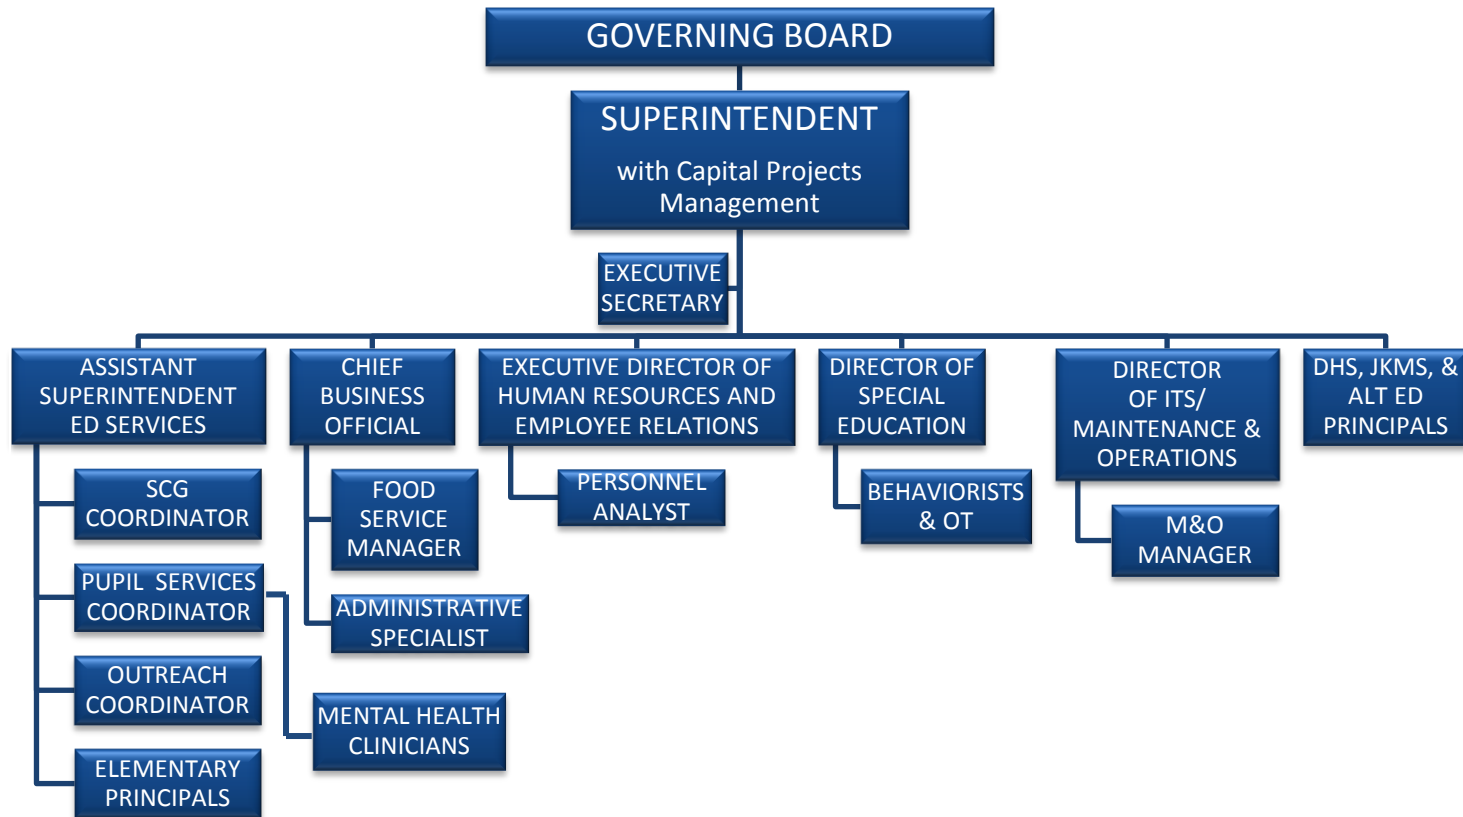 GOVERNING BOARD
SUPERINTENDENT
with Capital Projects
Management
EXECUTIVE
SECRETARY
ASSISTANT
SUPERINTENDENT
ED SERVICES
SCG
COORDINATOR
PUPIL SERVICES
COORDINATOR
OUTREACH
COORDINATOR
ELEMENTARY
PRINCIPALS
MENTAL HEALTH
CLINICIANS
CHIEF
BUSINESS
OFFICIAL
FOOD
SERVICE
MANAGER
ADMINISTRATIVE
SPECIALIST
EXECUTIVE DIRECTOR OF
HUMAN RESOURCES AND
EMPLOYEE RELATIONS
PERSONNEL
ANALYST
DIRECTOR OF
SPECIAL
EDUCATION
BEHAVIORISTS
& OT
DIRECTOR
OF ITS/
MAINTENANCE &
OPERATIONS
M&O
MANAGER
DHS, JKMS, &
ALT ED
PRINCIPALS